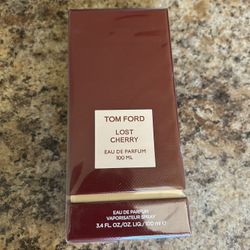 TOM FORD
LOST
CHERRY
EAU DE PARFUM
100 ML
EAU DE PARFUM
VAPORISATEUR SPRAY
3.4 FL. OZ./OZ. LIQ./100 ml ℮